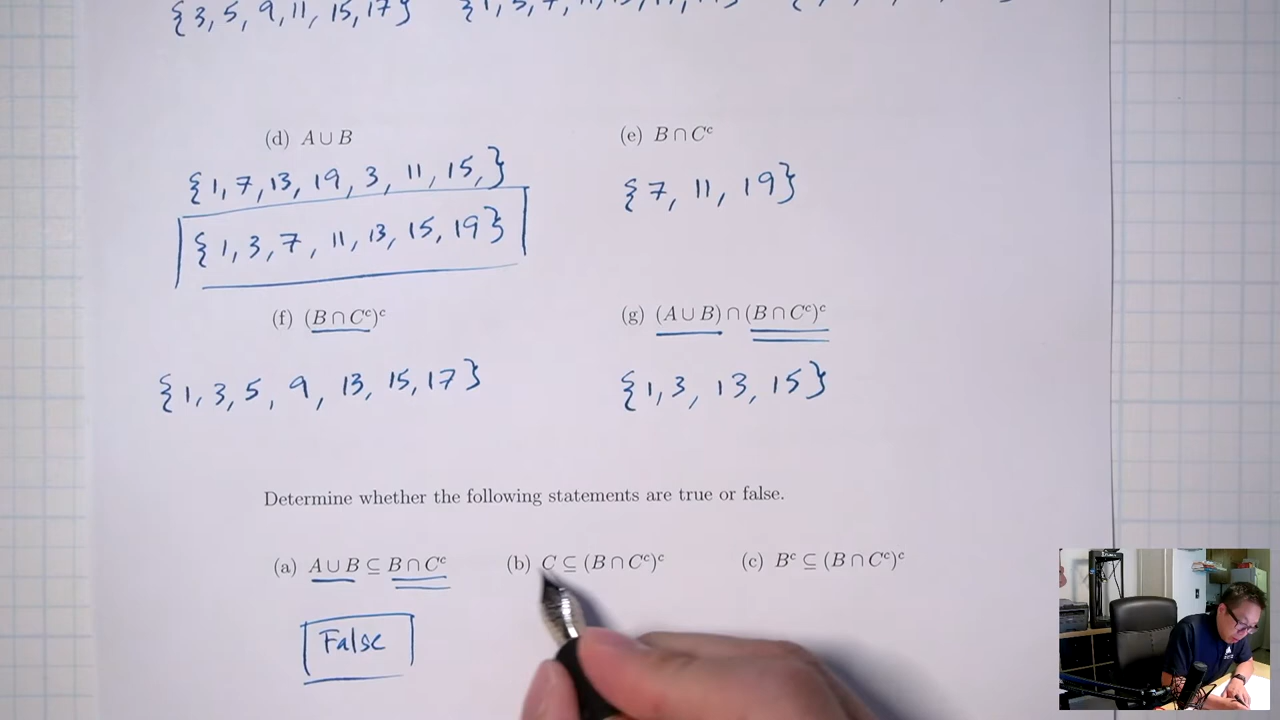 {3, 5, 9, 11, 15, 17}
(d) A ∪ B
{1, 7, 13, 19, 3, 11, 15,}
{1, 3, 7, 11, 13, 15, 19}
(e) B ∩ Cᶜ
{7, 11, 19}
(f) (B ∩ Cᶜ)ᶜ
{1, 3, 5, 9, 13, 15, 17}
(g) (A ∪ B) ∩ (B ∩ Cᶜ)ᶜ
{1, 3, 13, 15}
Determine whether the following statements are true or false.
(a) A ∪ B ⊆ B ∩ Cᶜ
False
(b) C ⊆ (B ∩ Cᶜ)ᶜ
(c) Bᶜ ⊆ (B ∩ Cᶜ)ᶜ